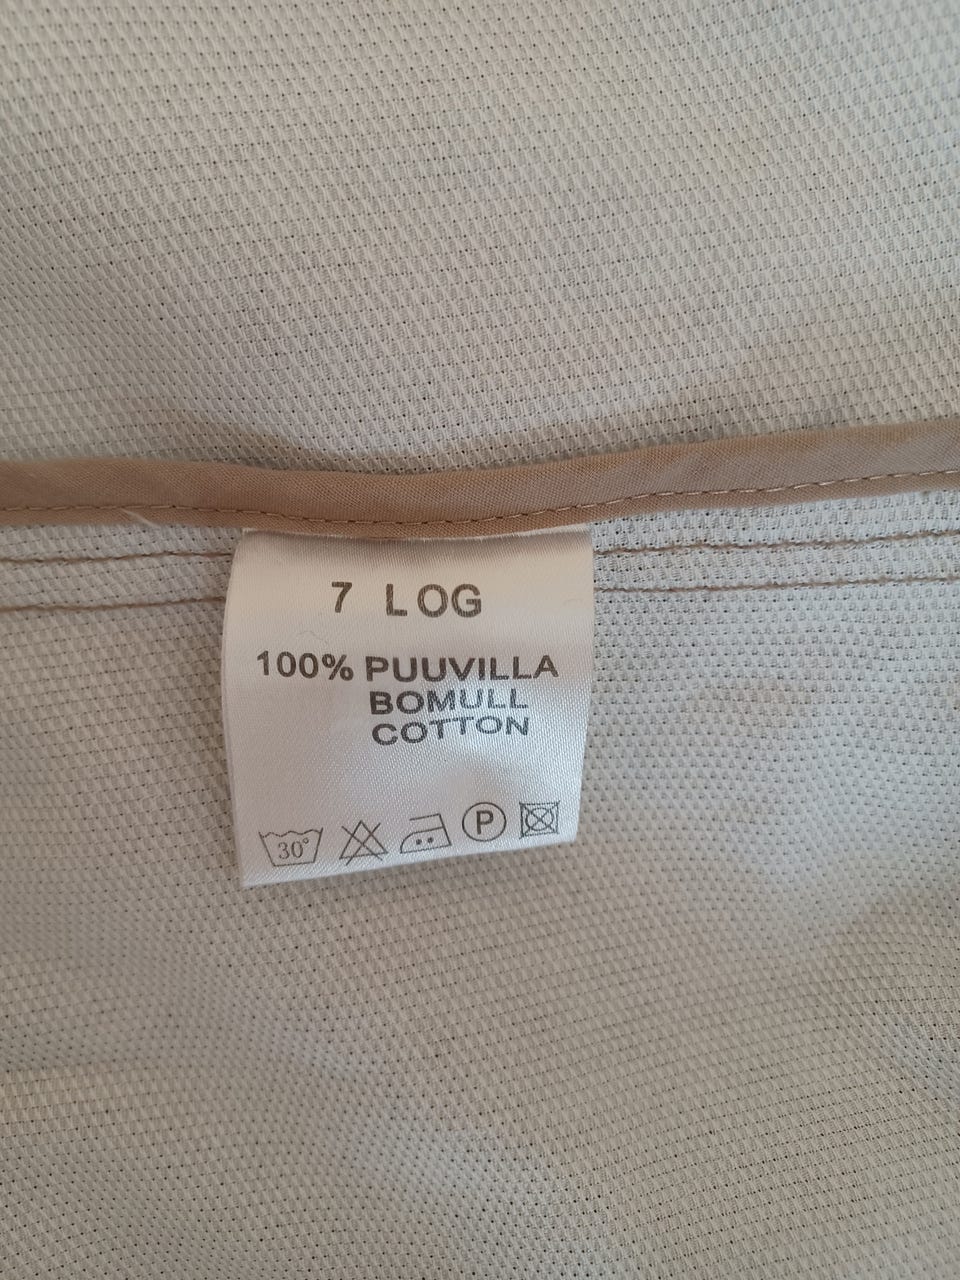 7 LOG
100% PUUVILLA
BOMULL
COTTON
30° P